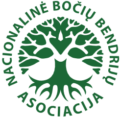 NACIONALINĖ BOČIŲ BENDRIJŲ
ASOCIACIJA